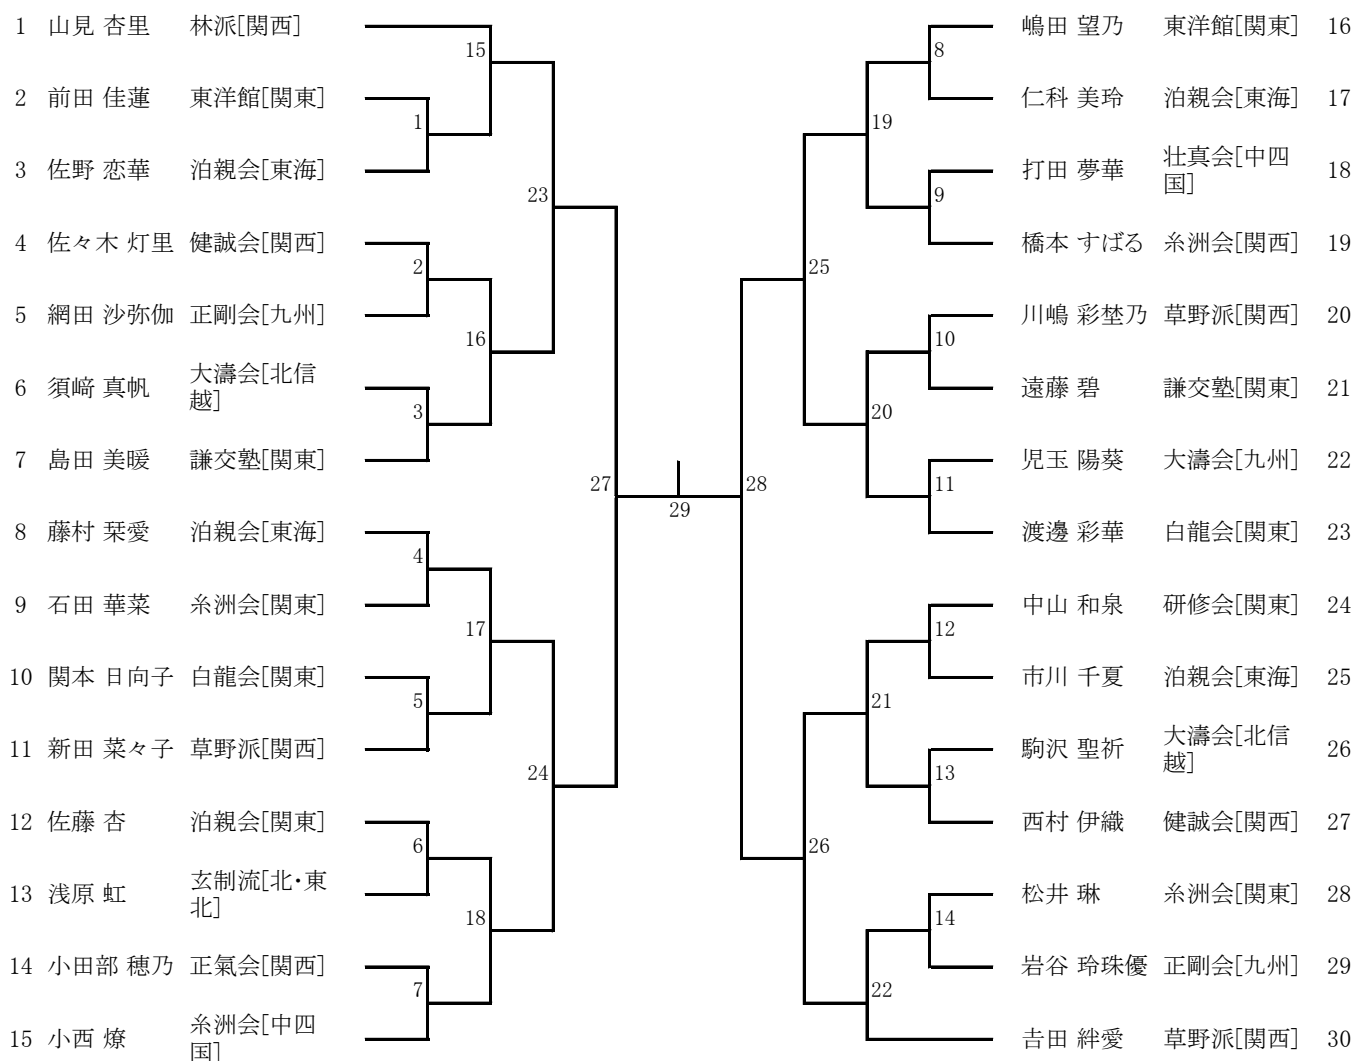 1 山見 杏里 林派[関西]
2 前田 佳蓮 東洋館[関東]
3 佐野 恋華 泊親会[東海]
4 佐々木 灯里 健誠会[関西]
5 網田 沙弥伽 正剛会[九州]
6 須﨑 真帆 大濤会[北信
越]
7 島田 美暖 謙交塾[関東]
8 藤村 栞愛 泊親会[東海]
9 石田 華菜 糸洲会[関東]
10 関本 日向子 白龍会[関東]
11 新田 菜々子 草野派[関西]
12 佐藤 杏 泊親会[関東]
13 浅原 虹 玄制流[北・東
北]
14 小田部 穂乃 正氣会[関西]
15 小西 燎 糸洲会[中四
国]
15
1
23
2
16
3
27
4
17
5
24
6
18
7
29
28
8
19
9
25
10
20
11
12
21
13
26
14
22
嶋田 望乃 東洋館[関東] 16
仁科 美玲 泊親会[東海] 17
打田 夢華 壮真会[中四
国] 18
橋本 すばる 糸洲会[関西] 19
川嶋 彩埜乃 草野派[関西] 20
遠藤 碧 謙交塾[関東] 21
児玉 陽葵 大濤会[九州] 22
渡邊 彩華 白龍会[関東] 23
中山 和泉 研修会[関東] 24
市川 千夏 泊親会[東海] 25
駒沢 聖祈 大濤会[北信
越] 26
西村 伊織 健誠会[関西] 27
松井 琳 糸洲会[関東] 28
岩谷 玲珠優 正剛会[九州] 29
𠮷田 絆愛 草野派[関西] 30